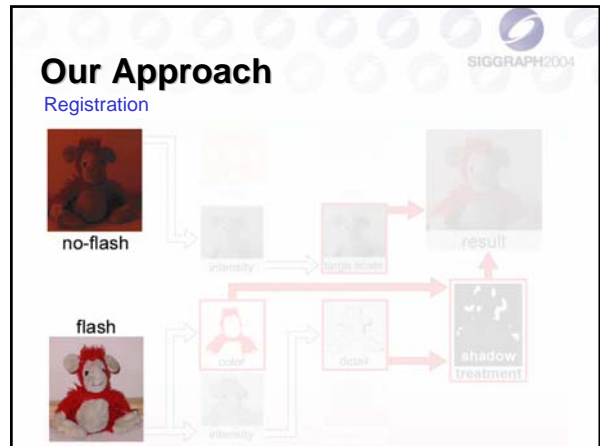 SIGGRAPH2004
Our Approach
Registration
no-flash
intensity
large scale
result
flash
color
detail
shadow
treatment
intensity